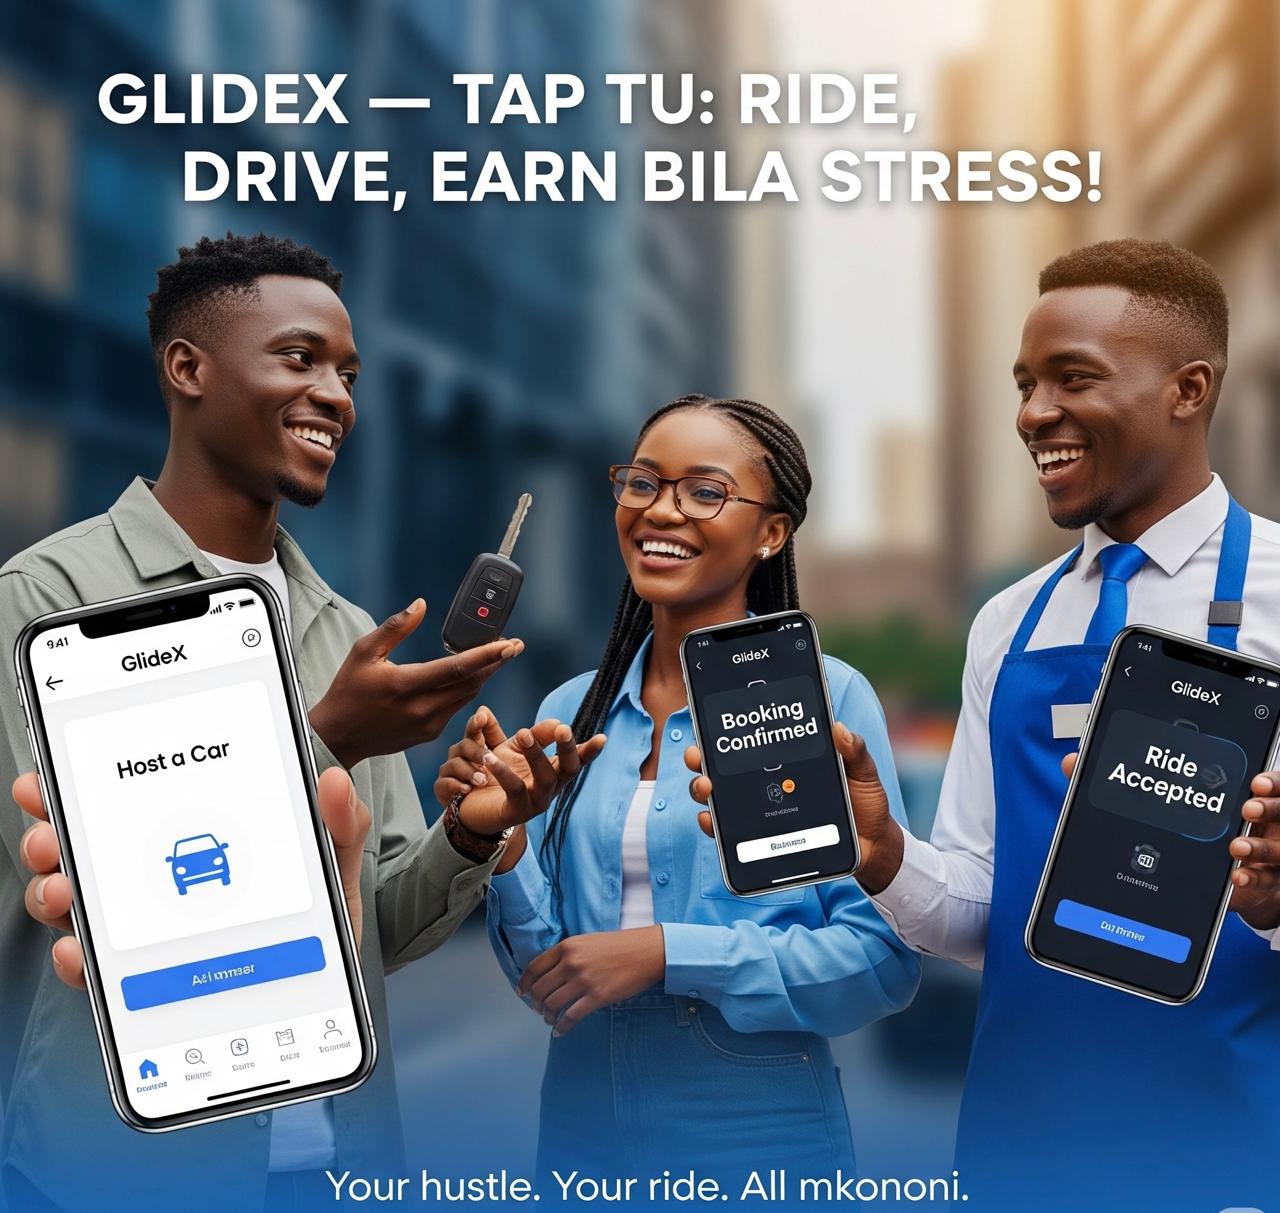 GLIDEX — TAP TU: RIDE,
DRIVE, EARN BILA STRESS!
9:41
GlideX
Host a Car
GlideX
Booking
Confirmed
GlideX
Ride
Accepted
Your hustle. Your ride. All mkononi.